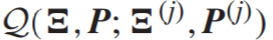 𝒬(𝜩, 𝑷; 𝜩^(j), 𝑷^(j))